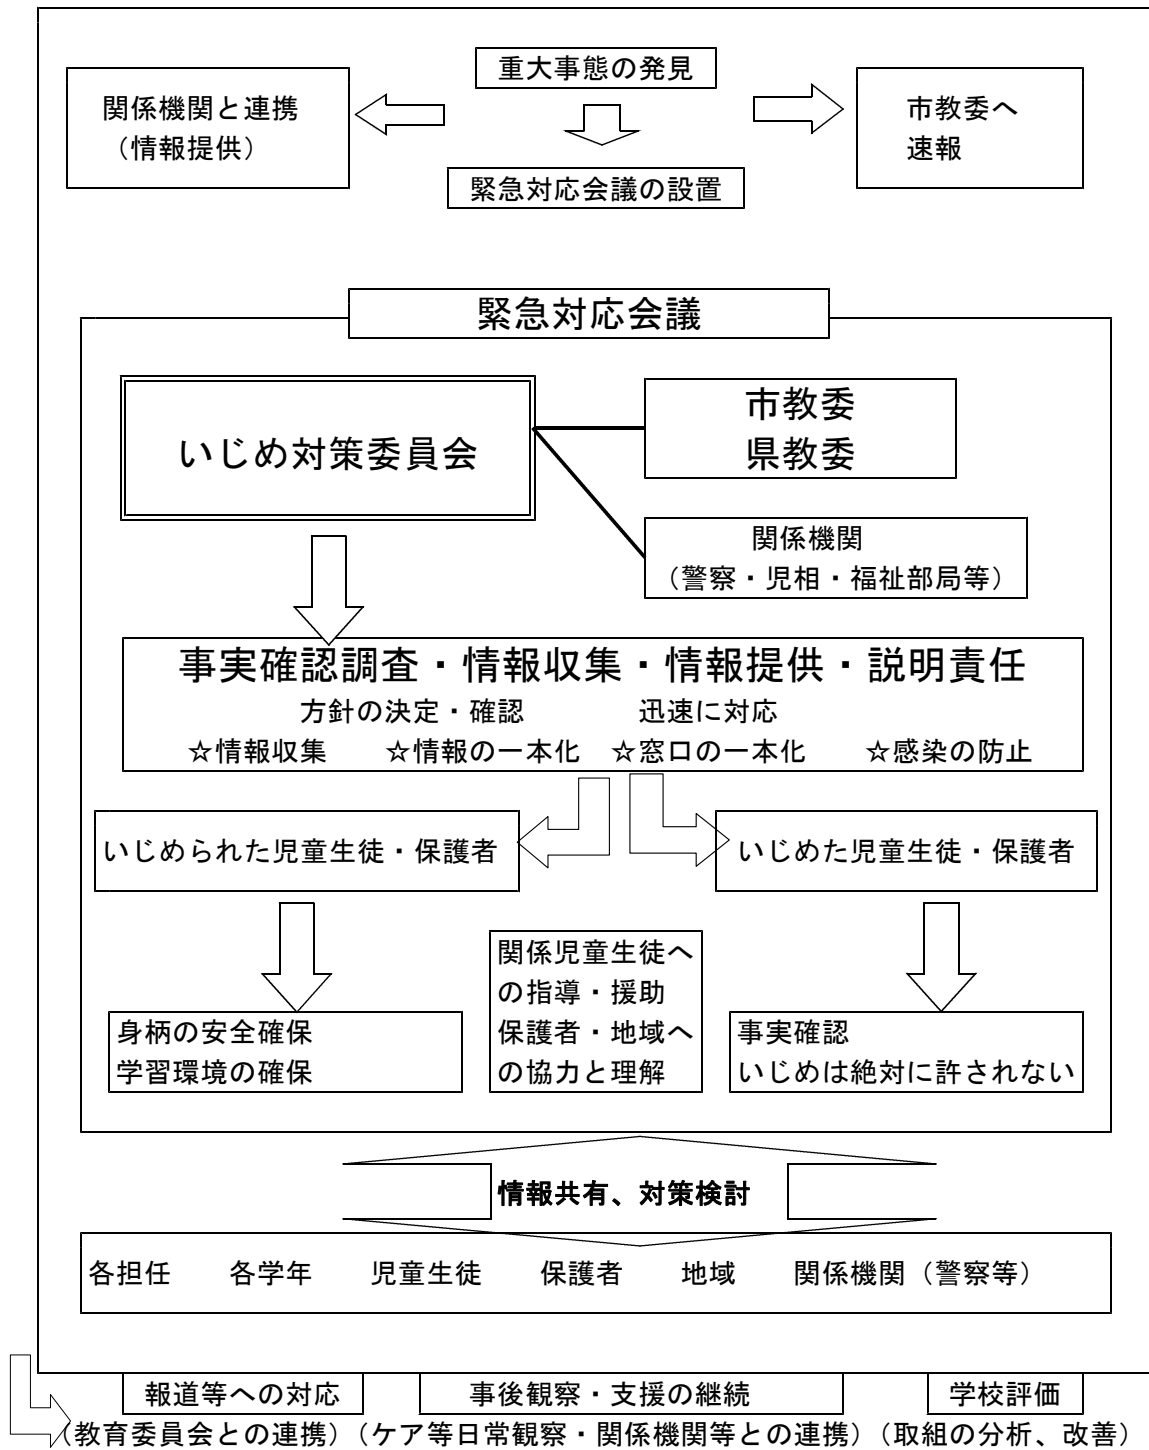 重大事態の発見
関係機関と連携
（情報提供）
市教委へ
速報
緊急対応会議の設置
緊急対応会議
いじめ対策委員会
市教委
県教委
関係機関
（警察・児相・福祉部局等）
事実確認調査・情報収集・情報提供・説明責任
方針の決定・確認　迅速に対応
☆情報収集　☆情報の一本化　☆窓口の一本化　☆感染の防止
いじめられた児童生徒・保護者
いじめた児童生徒・保護者
身柄の安全確保
学習環境の確保
関係児童生徒へ
の指導・援助
保護者・地域へ
の協力と理解
事実確認
いじめは絶対に許されない
情報共有、対策検討
各担任　各学年　児童生徒　保護者　地域　関係機関（警察等）
報道等への対応　事後観察・支援の継続　学校評価
（教育委員会との連携）（ケア等日常観察・関係機関等との連携）（取組の分析、改善）